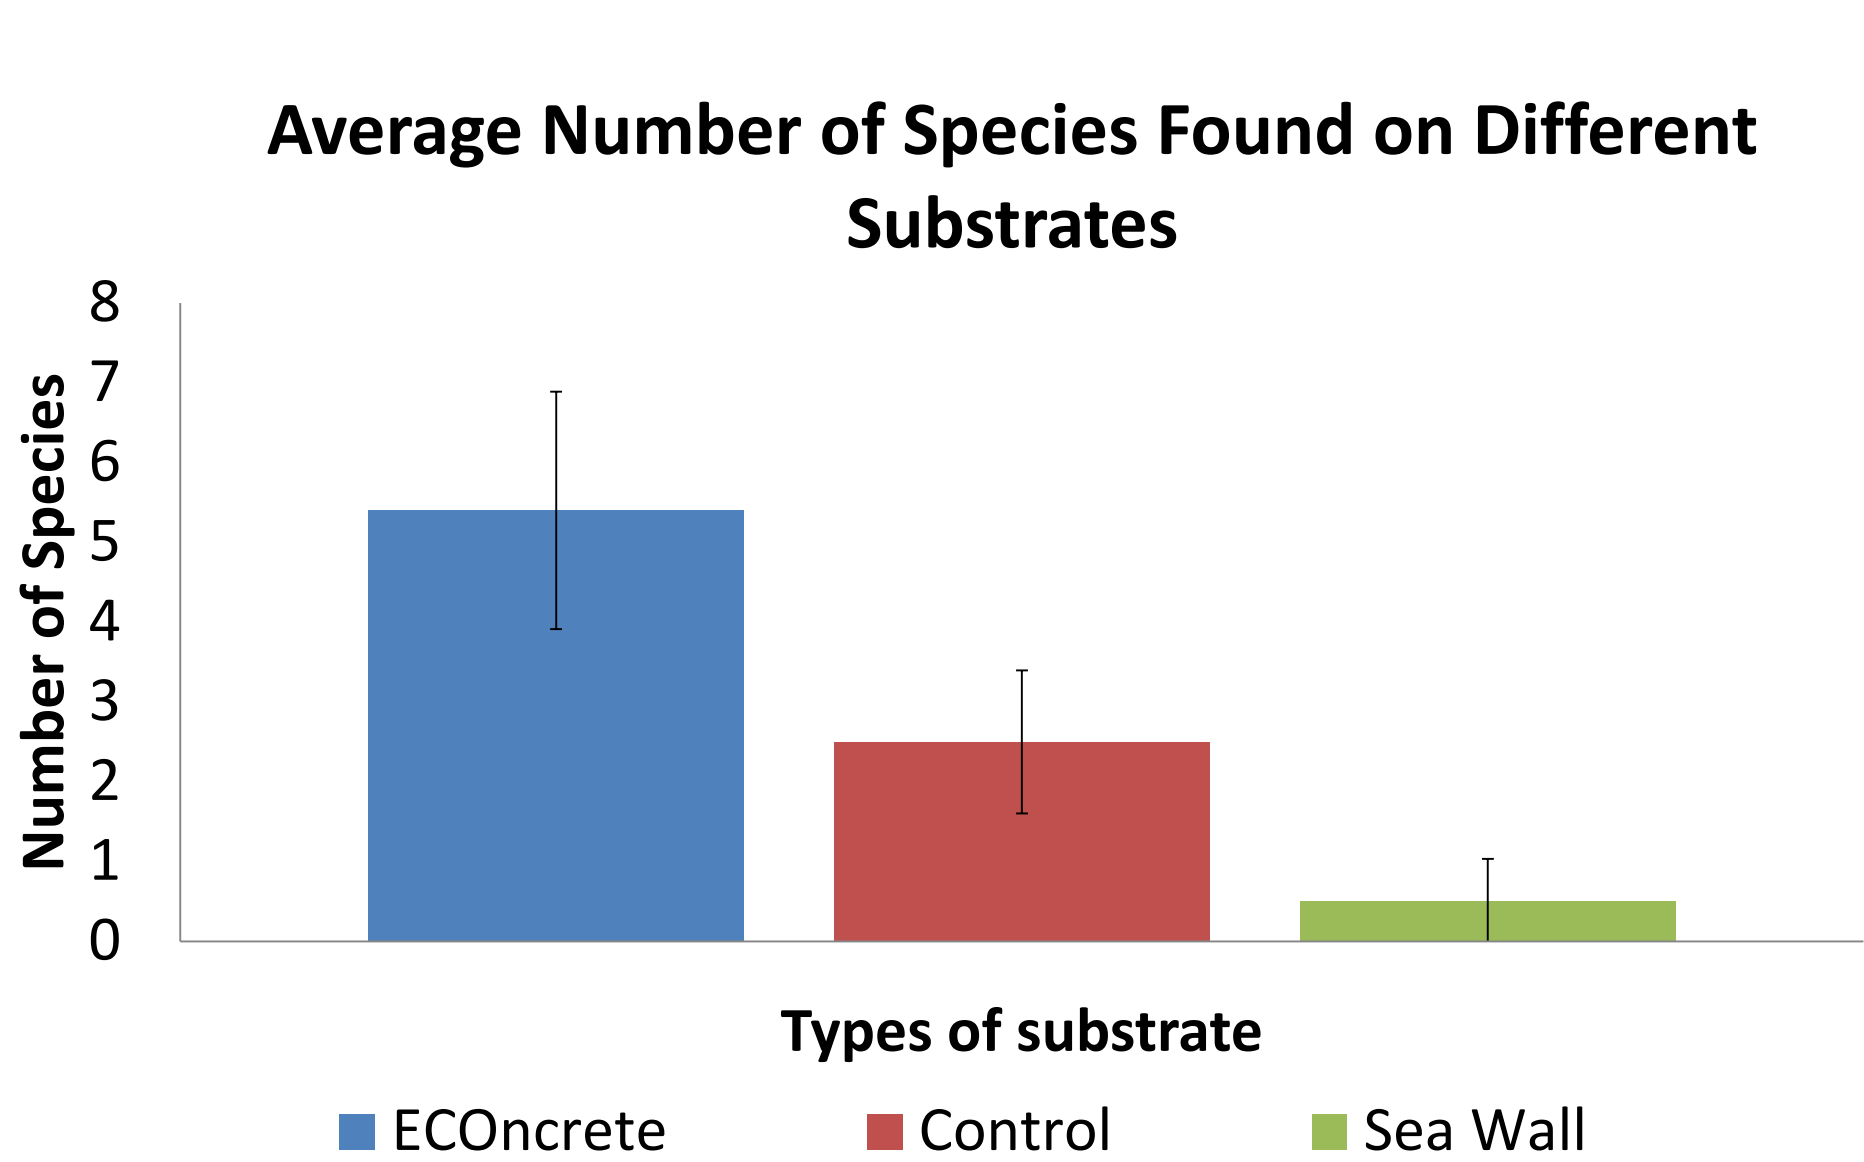 Average Number of Species Found on Different
Substrates
8
7
6
5
4
3
2
1
0
Number of Species
Types of substrate
ECOncrete
Control
Sea Wall